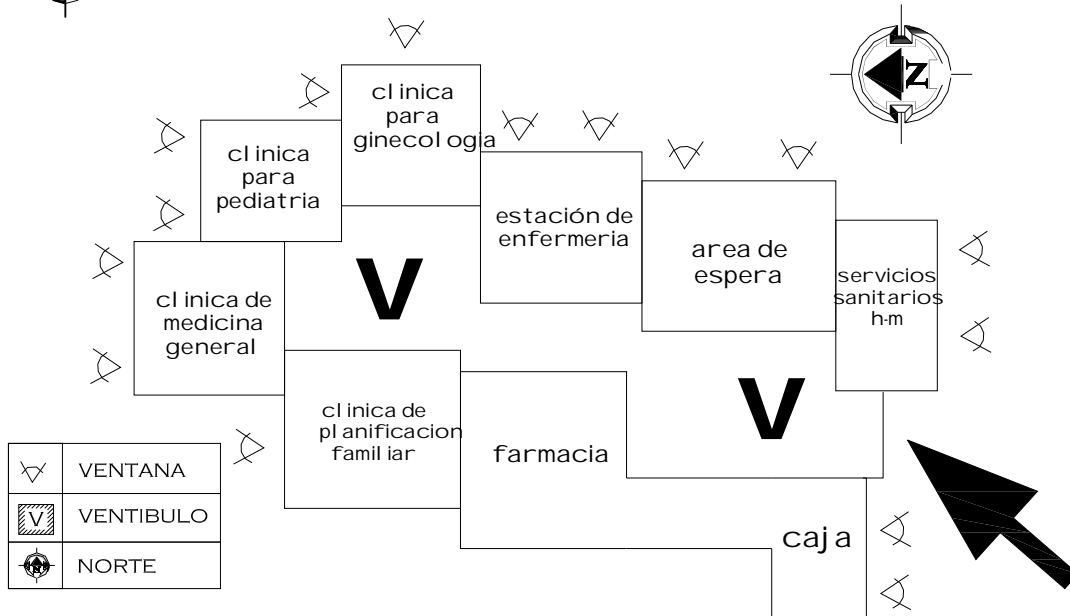 clinica
para
ginecologia
clinica
para
pediatria
estación de
enfermeria
area de
espera
servicios
sanitarios
h-m
clinica de
medicina
general
V
clinica de
planificacion
familiar
farmacia
V
caja
N
VENTANA
V VENTIBULO
NORTE